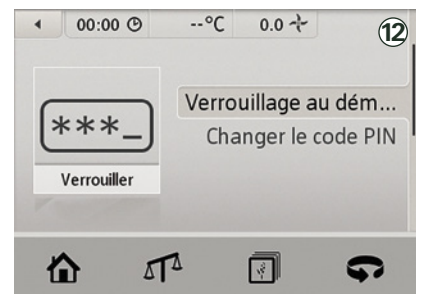 00:00 --°C 0.0 12
***_
Verrouiller
Verrouillage au dém...
Changer le code PIN